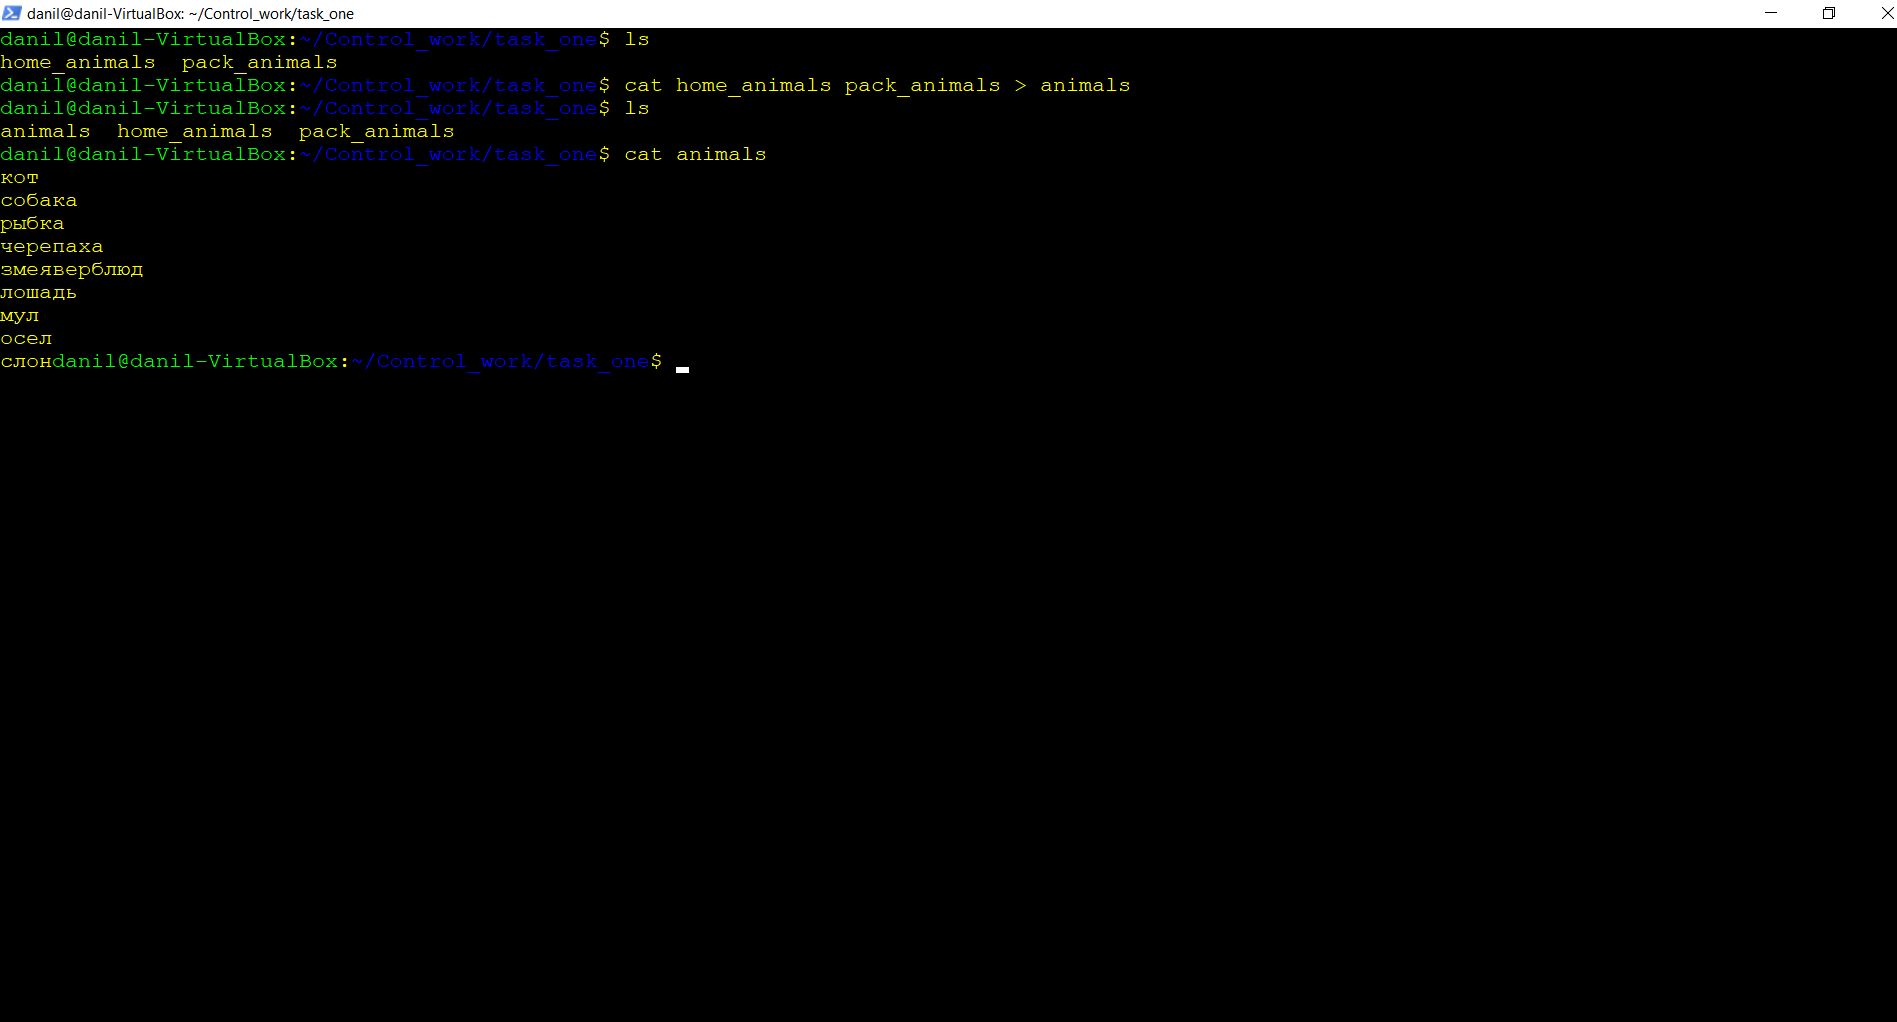 danil@danil-VirtualBox: ~/Control_work/task_one
danil@danil-VirtualBox:~/Control_work/task_one$ ls
home_animals  pack_animals
danil@danil-VirtualBox:~/Control_work/task_one$ cat home_animals pack_animals > animals
danil@danil-VirtualBox:~/Control_work/task_one$ ls
animals  home_animals  pack_animals
danil@danil-VirtualBox:~/Control_work/task_one$ cat animals
кот
собака
рыбка
черепаха
змеяверблюд
лошадь
мул
осел
слонdanil@danil-VirtualBox:~/Control_work/task_one$